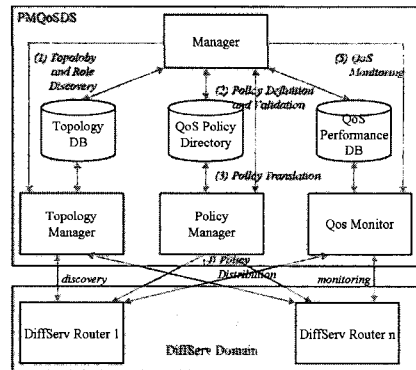 PMQoSDS
Manager
(1) Topology
and Role
Discovery
(2) Policy Definition
and Validation
(5) QoS
Monitoring
Topology
DB
QoS Policy
Directory
QoS
Performance
DB
(3) Policy Translation
Topology
Manager
Policy
Manager
Qos Monitor
Policy
Distribution
discovery
monitoring
DiffServ Router 1
DiffServ Router n
DiffServ Domain